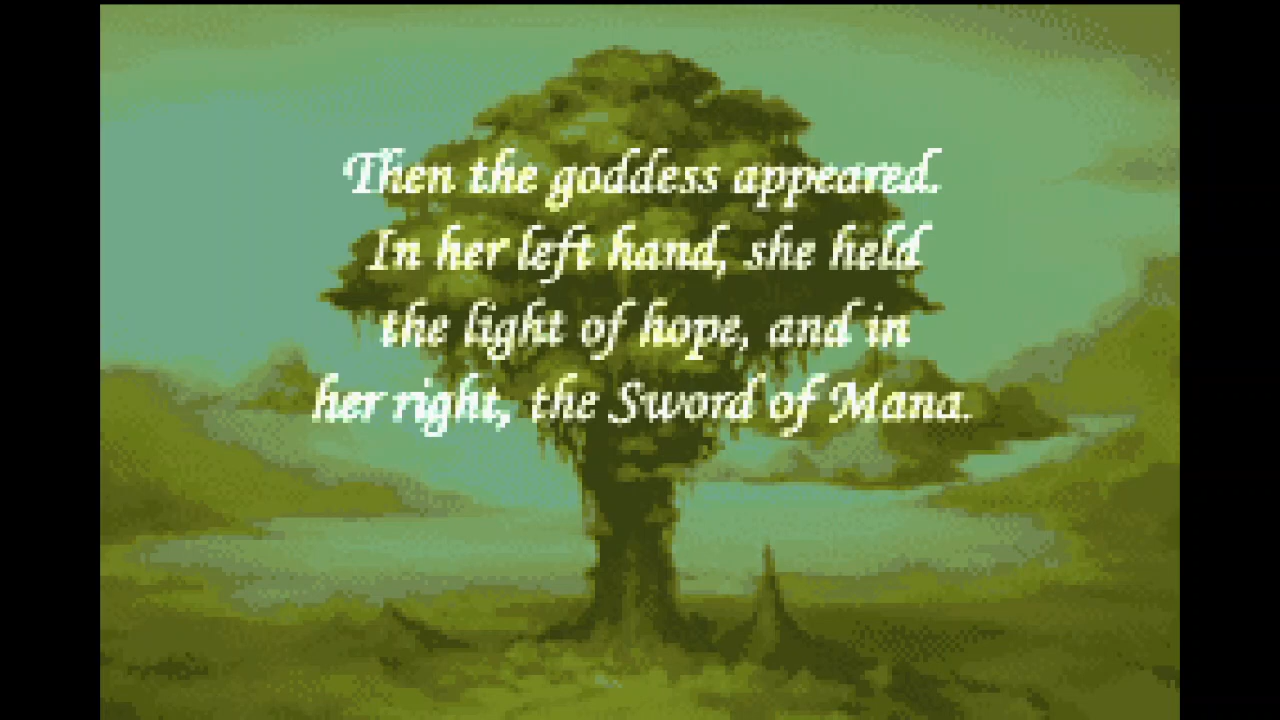 Then the goddess appeared.
In her left hand, she held
the light of hope, and in
her right, the Sword of Mana.